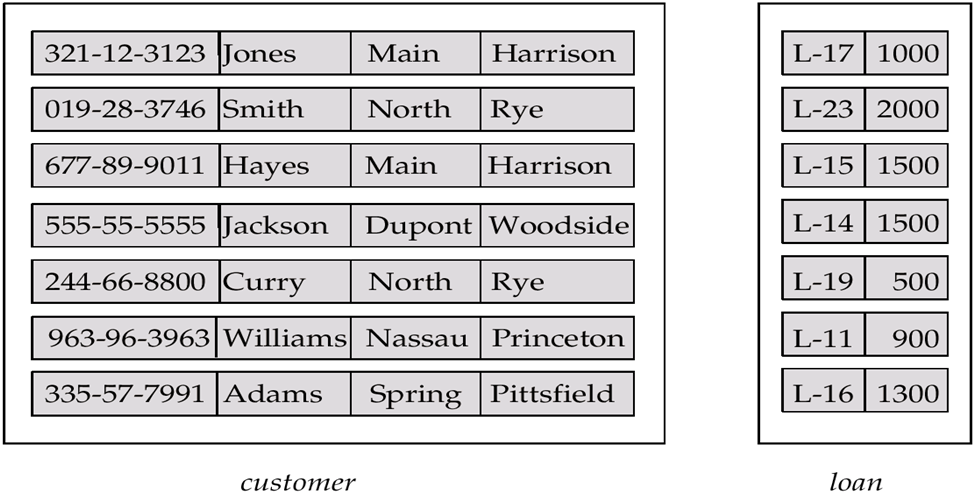 321-12-3123 Jones Main Harrison
019-28-3746 Smith North Rye
677-89-9011 Hayes Main Harrison
555-55-5555 Jackson Dupont Woodside
244-66-8800 Curry North Rye
963-96-3963 Williams Nassau Princeton
335-57-7991 Adams Spring Pittsfield
customer
L-17 1000
L-23 2000
L-15 1500
L-14 1500
L-19 500
L-11 900
L-16 1300
loan